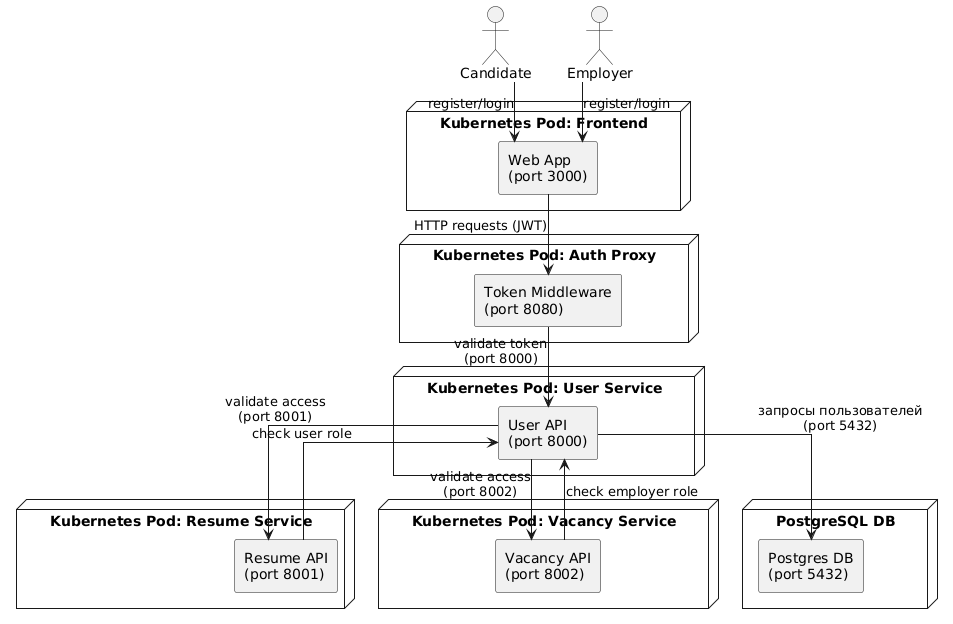 Candidate
Employer
register/login
register/login
Kubernetes Pod: Frontend
Web App
(port 3000)
HTTP requests (JWT)
Kubernetes Pod: Auth Proxy
Token Middleware
(port 8080)
validate token
(port 8000)
Kubernetes Pod: User Service
User API
(port 8000)
validate access
(port 8001)
check user role
запросы пользователей
(port 5432)
validate access
(port 8002)
check employer role
Kubernetes Pod: Resume Service
Resume API
(port 8001)
Kubernetes Pod: Vacancy Service
Vacancy API
(port 8002)
PostgreSQL DB
Postgres DB
(port 5432)